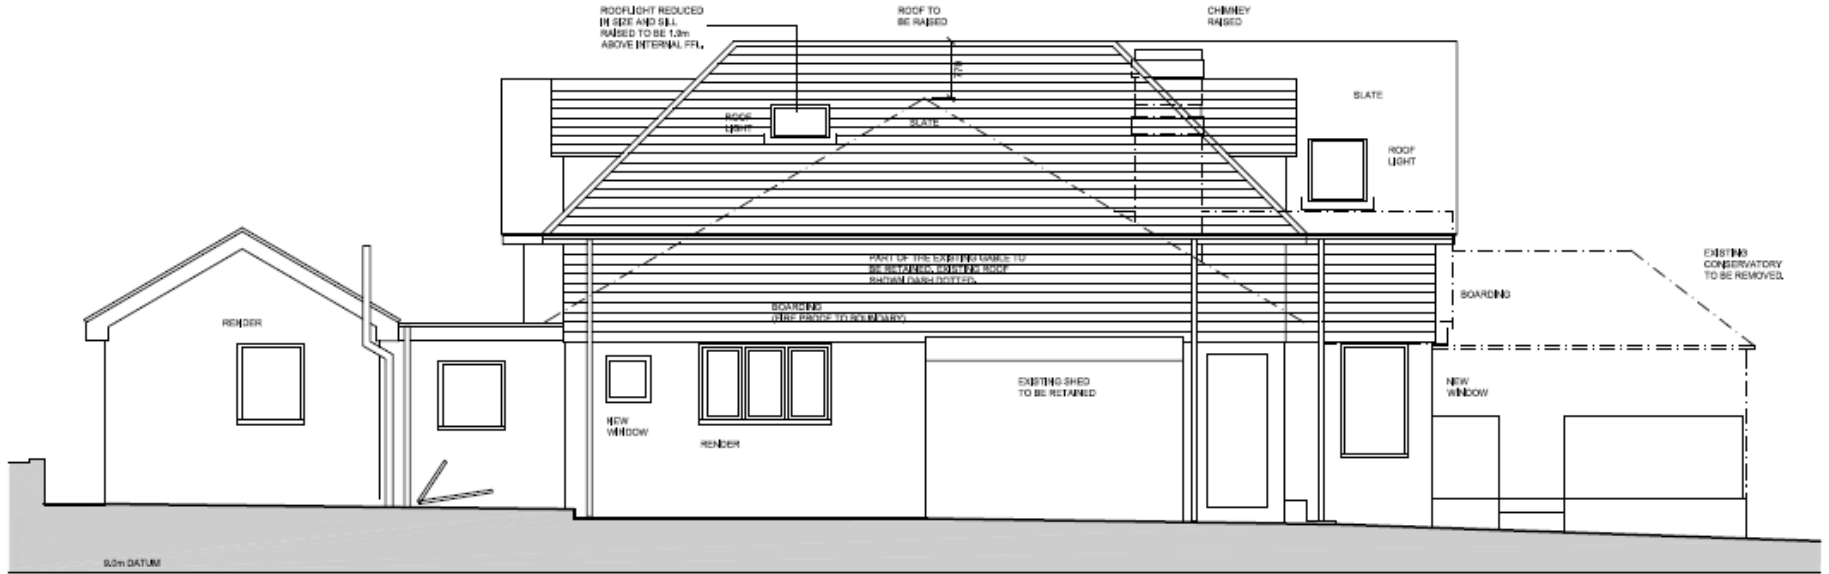 ROOFLIGHT REDUCED
IN SIZE AND SILL
RAISED TO BE 1.9m
ABOVE INTERNAL FFL.
ROOF TO
BE RAISED
CHIMNEY
RAISED
770
SLATE
ROOF
LIGHT
SLATE
ROOF
LIGHT
PART OF THE EXISTING GABLE TO
BE RETAINED. EXISTING ROOF
SHOWN DASH DOTTED.
EXISTING
CONSERVATORY
TO BE REMOVED.
BOARDING
BOARDING
(FIRE PROOF TO BOUNDARY)
RENDER
EXISTING SHED
TO BE RETAINED
NEW
WINDOW
NEW
WINDOW
RENDER
9.0m DATUM